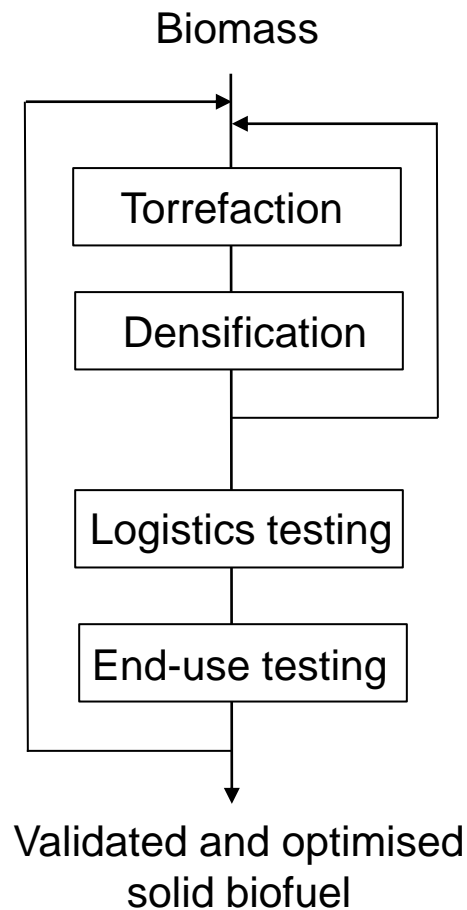 Biomass
Torrefaction
Densification
Logistics testing
End-use testing
Validated and optimised
solid biofuel